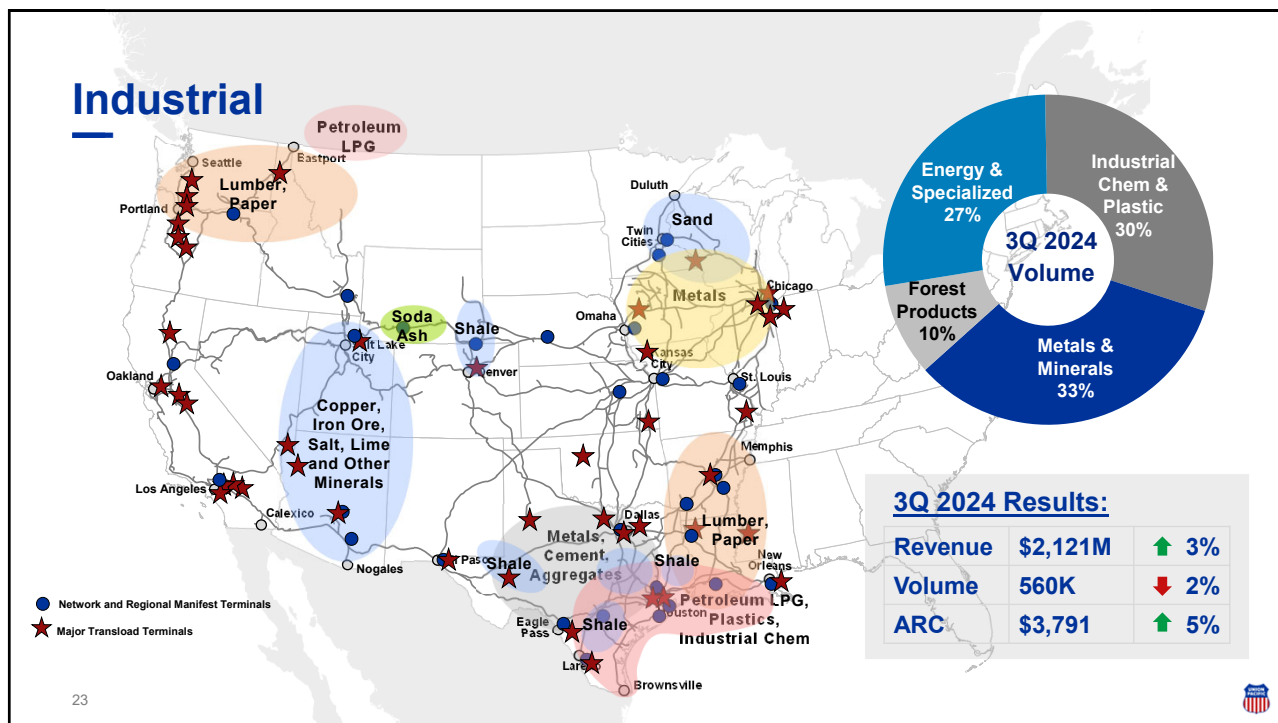 Industrial
Petroleum
LPG
Seattle
Eastport
Lumber,
Paper
Portland
Duluth
Sand
Twin
Cities
Metals
Chicago
Omaha
Soda
Ash
Shale
Lake
City
Kansas
City
St. Louis
Oakland
Copper,
Iron Ore,
Salt, Lime
and Other
Minerals
Memphis
Los Angeles
Calexico
Nogales
Dallas
Lumber,
Paper
Metals,
Cement,
Aggregates
Paso
Shale
Shale
New
Orleans
Petroleum LPG,
Plastics,
Industrial Chem
Eagle
Pass
Shale
Brownsville
Network and Regional Manifest Terminals
Major Transload Terminals
Energy &
Specialized
27%
Industrial
Chem &
Plastic
30%
3Q 2024
Volume
Forest
Products
10%
Metals &
Minerals
33%
3Q 2024 Results:
Revenue $2,121M 3%
Volume 560K 2%
ARC $3,791 5%
23
UNION
PACIFIC